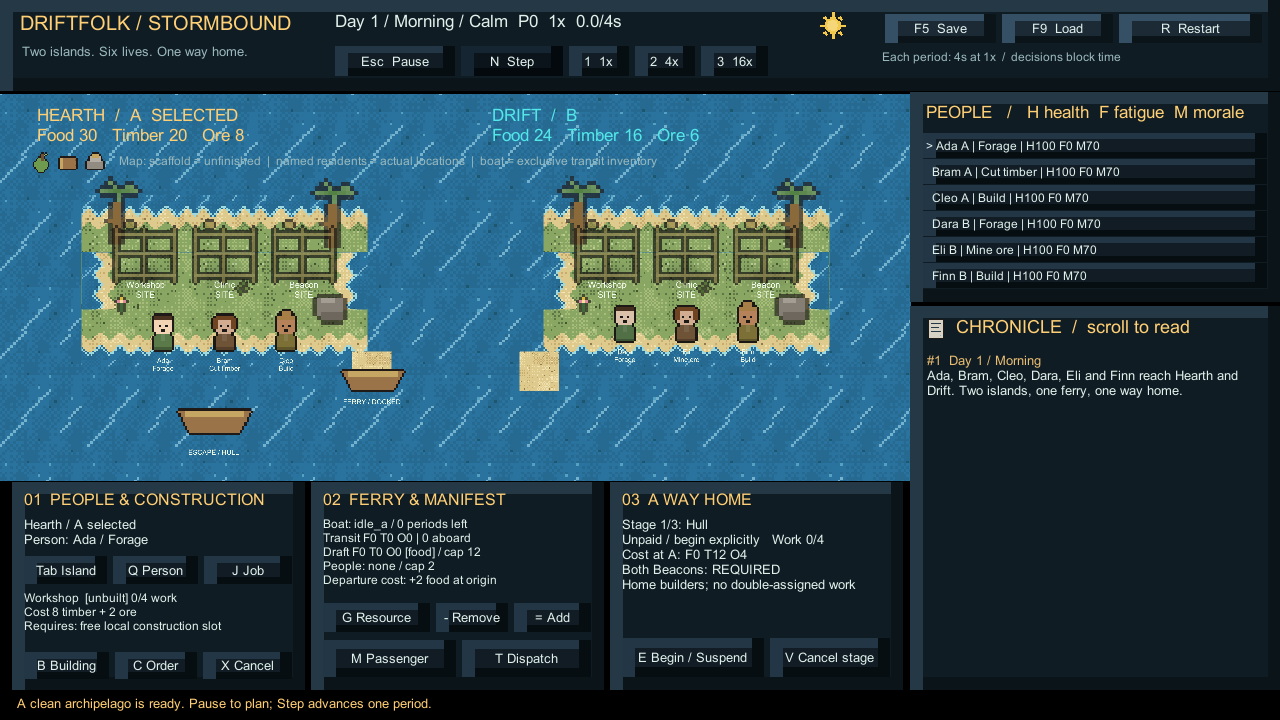 DRIFTFOLK / STORMBOUND
Two islands. Six lives. One way home.
Day 1 / Morning / Calm P0 1x 0.0/4s
Esc Pause
N Step
1 1x
2 4x
3 16x
F5 Save
F9 Load
R Restart
Each period: 4s at 1x / decisions block time
HEARTH / A SELECTED
Food 30 Timber 20 Ore 8
DRIFT / B
Food 24 Timber 16 Ore 6
Map: scaffold = unfinished | named residents = actual locations | boat = exclusive transit inventory
Workshop
SITE
Clinic
SITE
Beacon
SITE
Workshop
SITE
Clinic
SITE
Beacon
SITE
Ada
Forage
Bram
Cut timber
Cleo
Build
Forage
Mine ore
Build
FERRY / DOCKED
ESCAPE / HULL
PEOPLE / H health F fatigue M morale
> Ada A | Forage | H100 F0 M70
Bram A | Cut timber | H100 F0 M70
Cleo A | Build | H100 F0 M70
Dara B | Forage | H100 F0 M70
Eli B | Mine ore | H100 F0 M70
Finn B | Build | H100 F0 M70
CHRONICLE / scroll to read
#1 Day 1 / Morning
Ada, Bram, Cleo, Dara, Eli and Finn reach Hearth and
Drift. Two islands, one ferry, one way home.
01 PEOPLE & CONSTRUCTION
Hearth / A selected
Person: Ada / Forage
Tab Island
Q Person
J Job
Workshop [unbuilt] 0/4 work
Cost 8 timber + 2 ore
Requires: free local construction slot
B Building
C Order
X Cancel
02 FERRY & MANIFEST
Boat: idle_a / 0 periods left
Transit F0 T0 O0 | 0 aboard
Draft F0 T0 O0 [food] / cap 12
People: none / cap 2
Departure cost: +2 food at origin
G Resource
- Remove
= Add
M Passenger
T Dispatch
03 A WAY HOME
Stage 1/3: Hull
Unpaid / begin explicitly Work 0/4
Cost at A: F0 T12 O4
Both Beacons: REQUIRED
Home builders; no double-assigned work
E Begin / Suspend
V Cancel stage
A clean archipelago is ready. Pause to plan; Step advances one period.